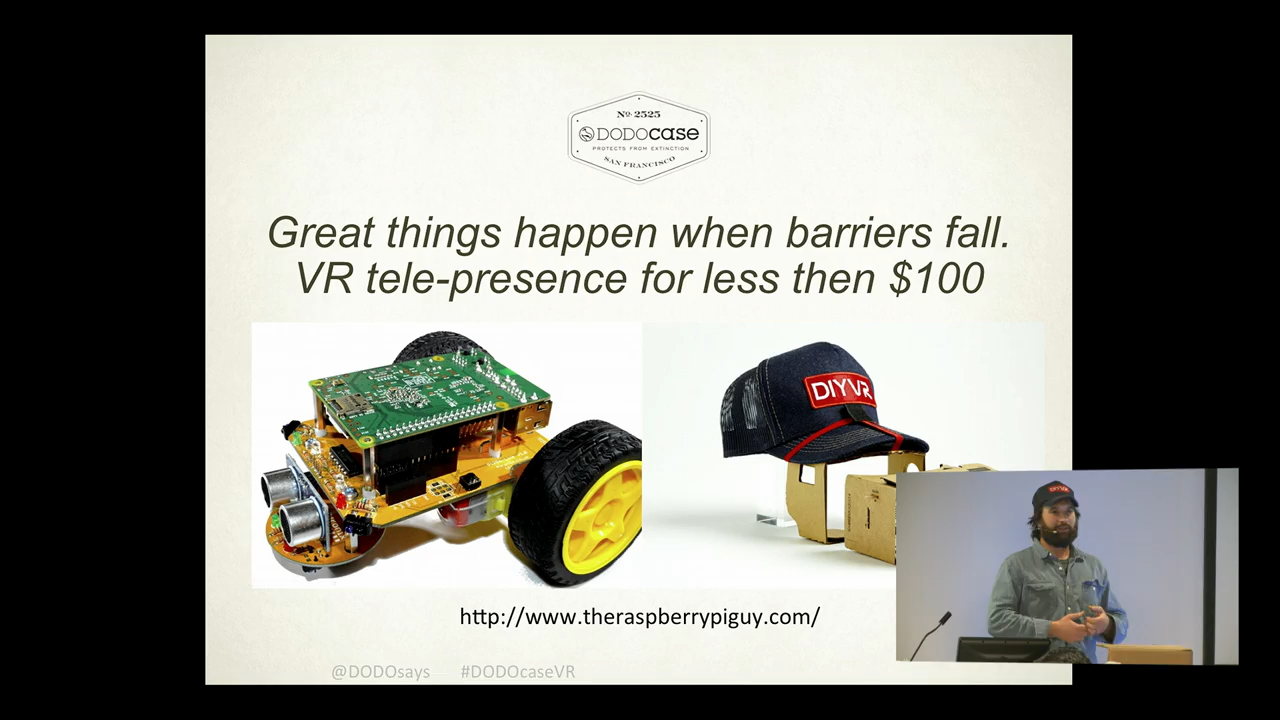 Nº 2525
DODOcase
PROTECTS FROM EXTINCTION
SAN FRANCISCO
Great things happen when barriers fall.
VR tele-presence for less then $100
DIYVR
DIYVR
http://www.theraspberrypiguy.com/
@DODOsays #DODOcaseVR